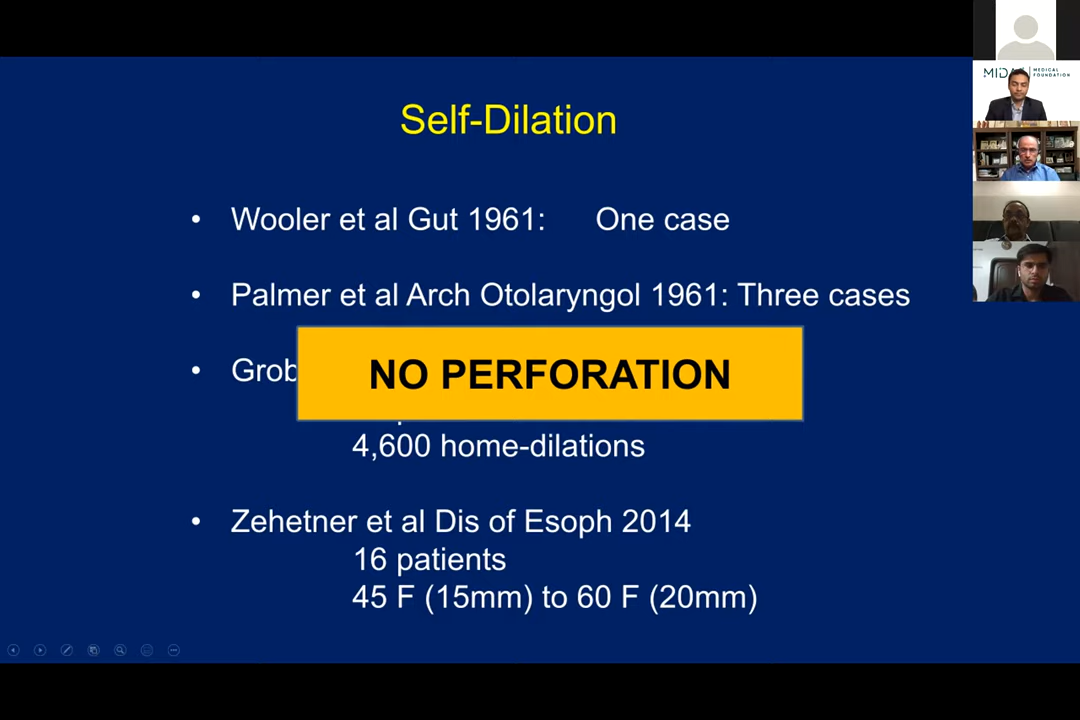 Self-Dilation
• Wooler et al Gut 1961: One case
• Palmer et al Arch Otolaryngol 1961: Three cases
• Grob
NO PERFORATION
4,600 home-dilations
• Zehetner et al Dis of Esoph 2014
16 patients
45 F (15mm) to 60 F (20mm)
MEDICAL
FOUNDATION